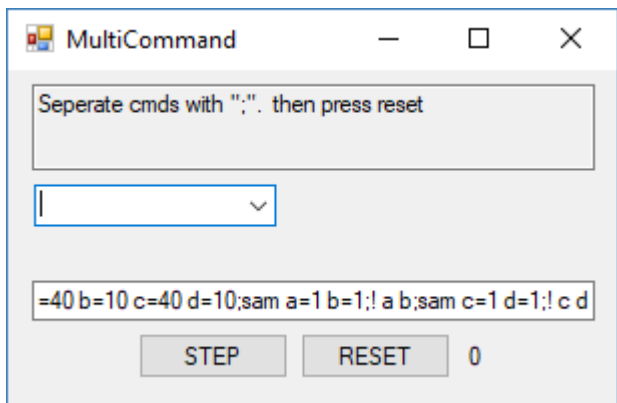 MultiCommand
Seperate cmds with ";". then press reset
=40 b=10 c=40 d=10;sam a=1 b=1;! a b;sam c=1 d=1;! c d
STEP RESET 0